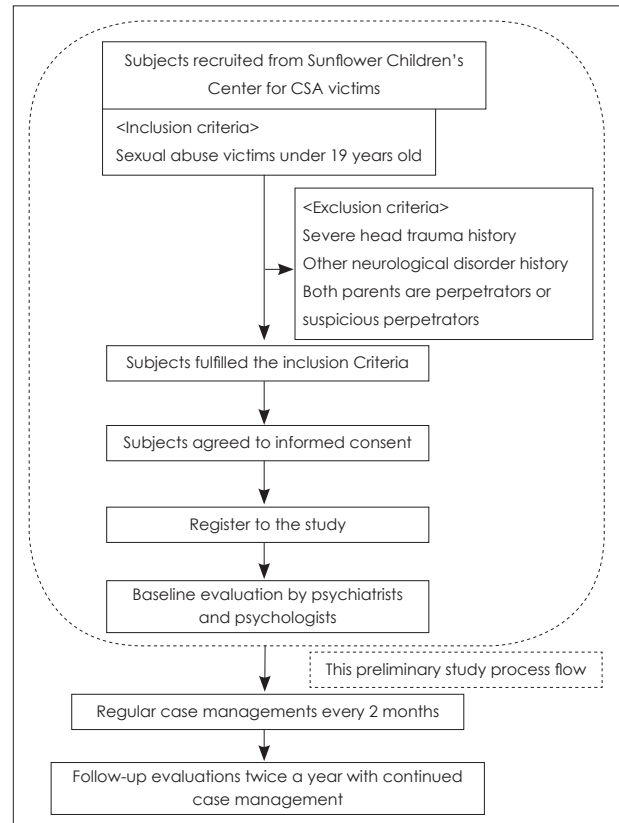 Subjects recruited from Sunflower Children's
Center for CSA victims
<Inclusion criteria>
Sexual abuse victims under 19 years old
<Exclusion criteria>
Severe head trauma history
Other neurological disorder history
Both parents are perpetrators or
suspicious perpetrators
Subjects fulfilled the inclusion Criteria
Subjects agreed to informed consent
Register to the study
Baseline evaluation by psychiatrists
and psychologists
This preliminary study process flow
Regular case managements every 2 months
Follow-up evaluations twice a year with continued
case management